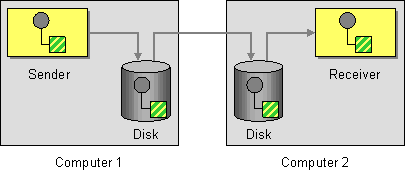 Sender
Receiver
Disk
Disk
Computer 1
Computer 2